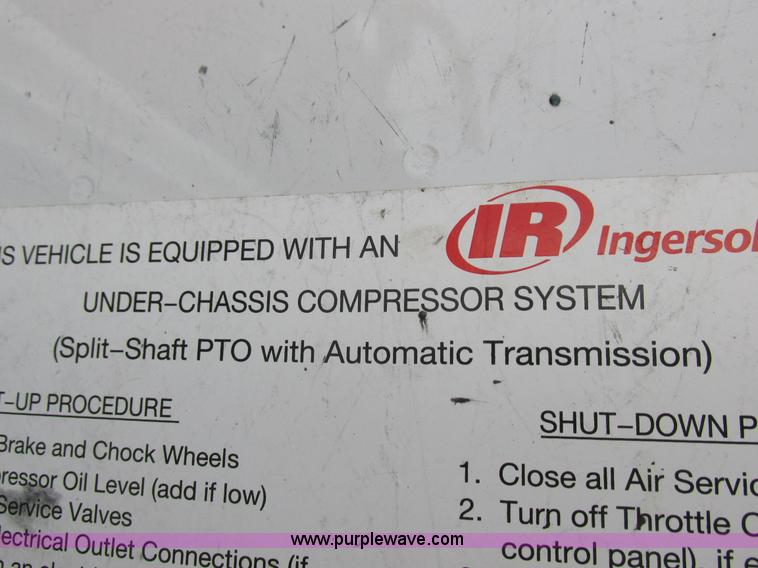 IS VEHICLE IS EQUIPPED WITH AN IR Ingersol
UNDER-CHASSIS COMPRESSOR SYSTEM
(Split-Shaft PTO with Automatic Transmission)
T-UP PROCEDURE
Brake and Chock Wheels
ressor Oil Level (add if low)
Service Valves
lectrical Outlet Connections (if
SHUT-DOWN P
1. Close all Air Servic
2. Turn off Throttle C
control panel), if e
www.purplewave.com